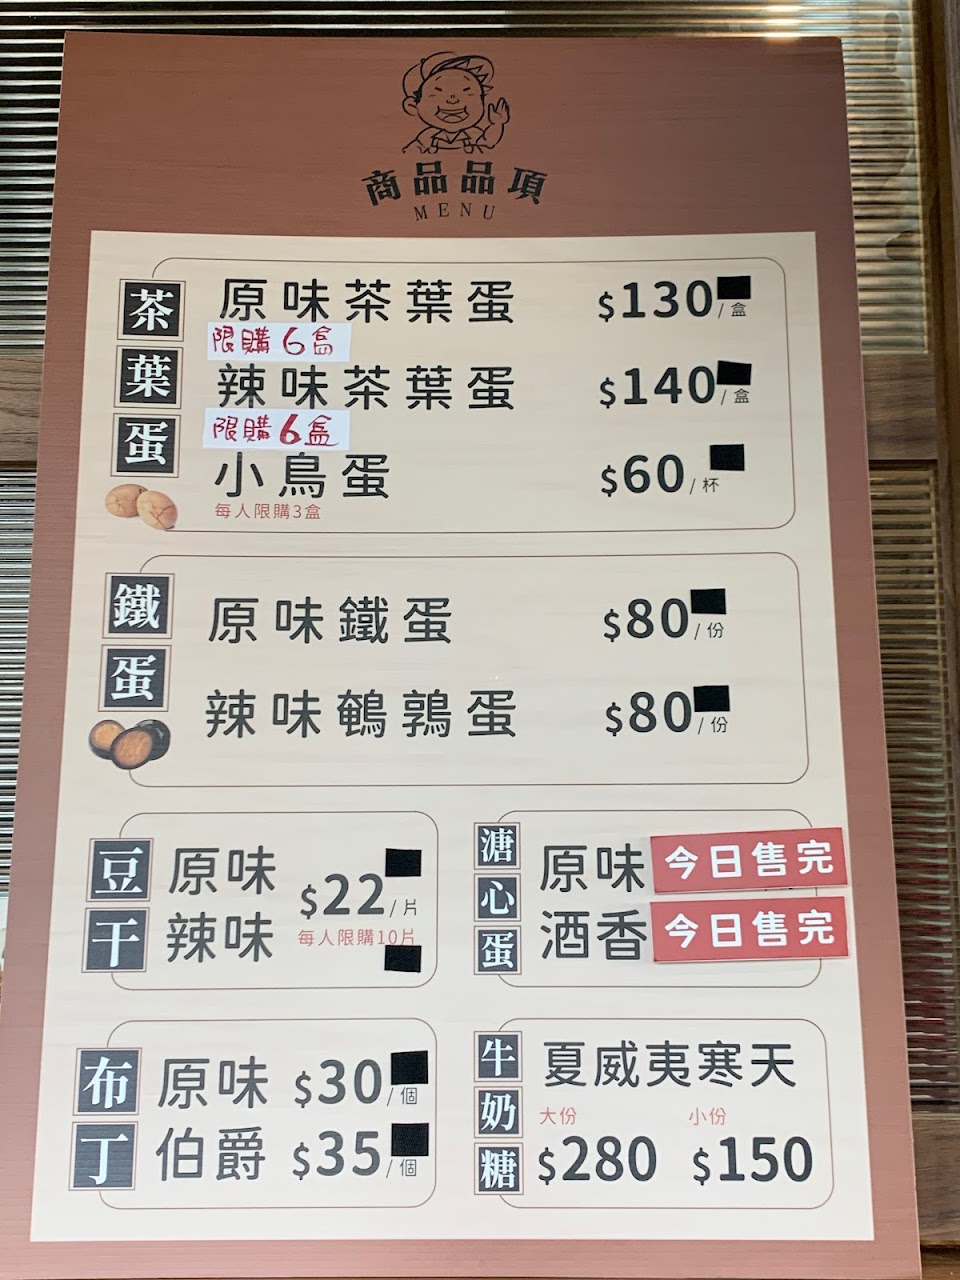 商品品項
MENU
茶葉蛋
原味茶葉蛋 $130/盒
限購6盒
辣味茶葉蛋 $140/盒
限購6盒
小鳥蛋 $60/杯
每人限購3盒
鐵蛋
原味鐵蛋 $80/份
辣味鵪鶉蛋 $80/份
豆干
原味
辣味
$22/片
每人限購10片
溏心蛋
原味 今日售完
酒香 今日售完
布丁
原味 $30/個
伯爵 $35/個
牛奶糖
夏威夷寒天
大份 小份
$280 $150